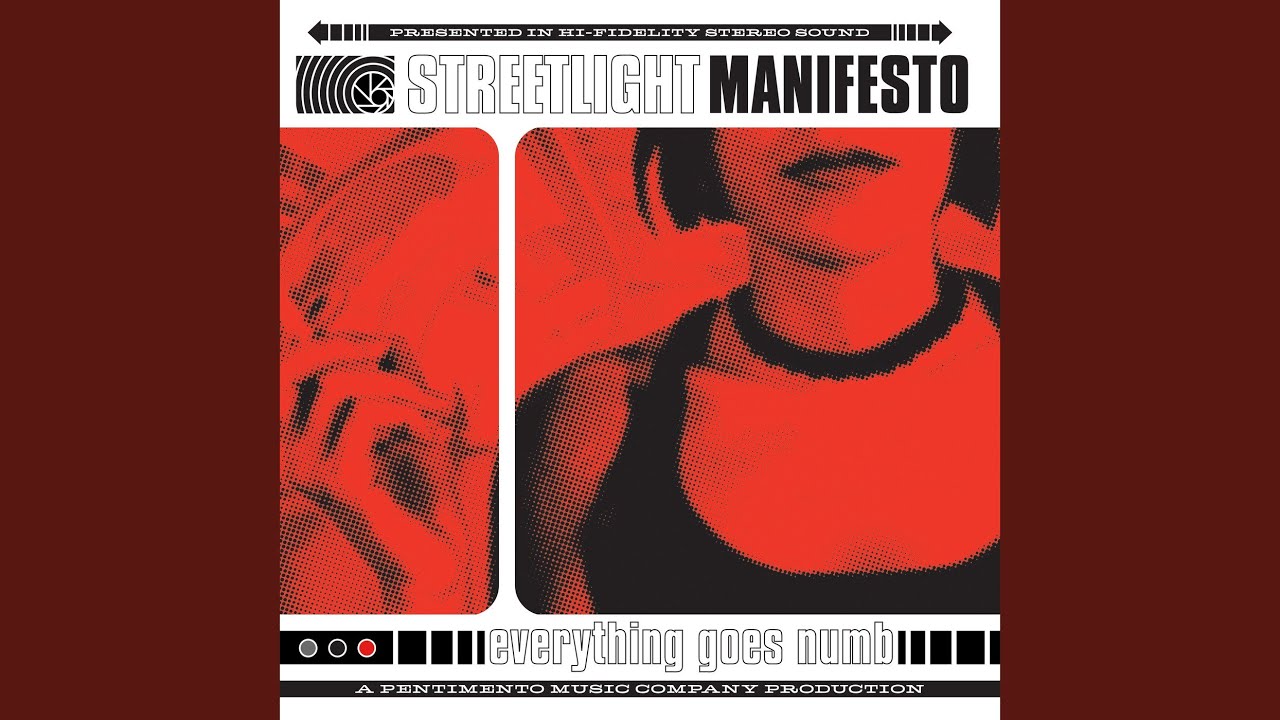 PRESENTED IN HI-FIDELITY STEREO SOUND
STREETLIGHT MANIFESTO
everything goes numb
A PENTIMENTO MUSIC COMPANY PRODUCTION